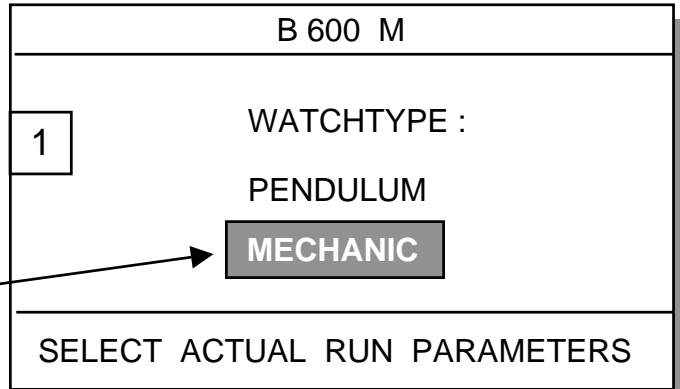 B 600 M
1
WATCHTYPE :
PENDULUM
MECHANIC
SELECT ACTUAL RUN PARAMETERS